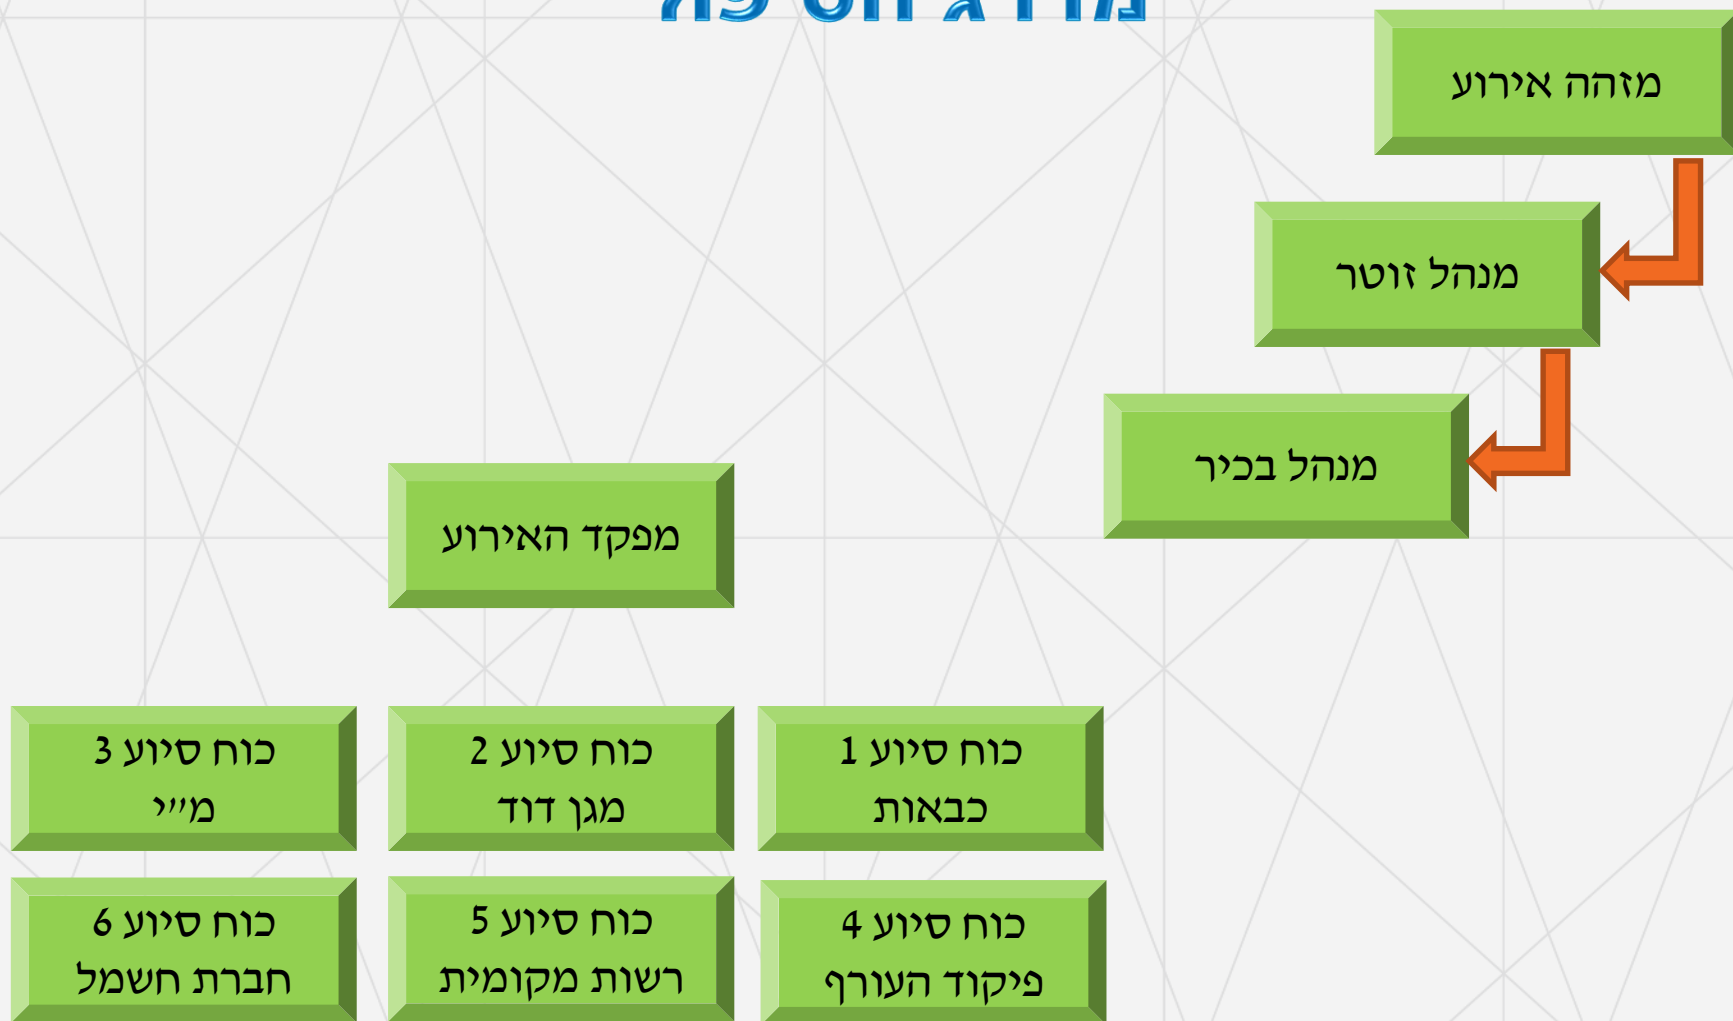 מזהה אירוע
מנהל זוטר
מנהל בכיר
מפקד האירוע
כוח סיוע 1
כבאות
כוח סיוע 2
מגן דוד
כוח סיוע 3
מ״י
כוח סיוע 4
פיקוד העורף
כוח סיוע 5
רשות מקומית
כוח סיוע 6
חברת חשמל